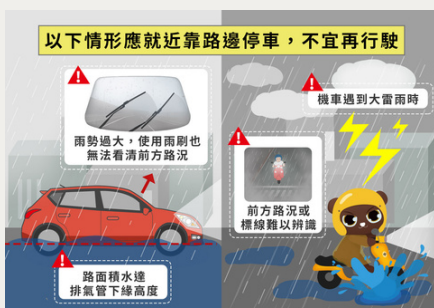 以下情形應就近靠路邊停車，不宜再行駛
雨勢過大，使用雨刷也
無法看清前方路況
機車遇到大雷雨時
前方路況或
標線難以辨識
路面積水達
排氣管下緣高度